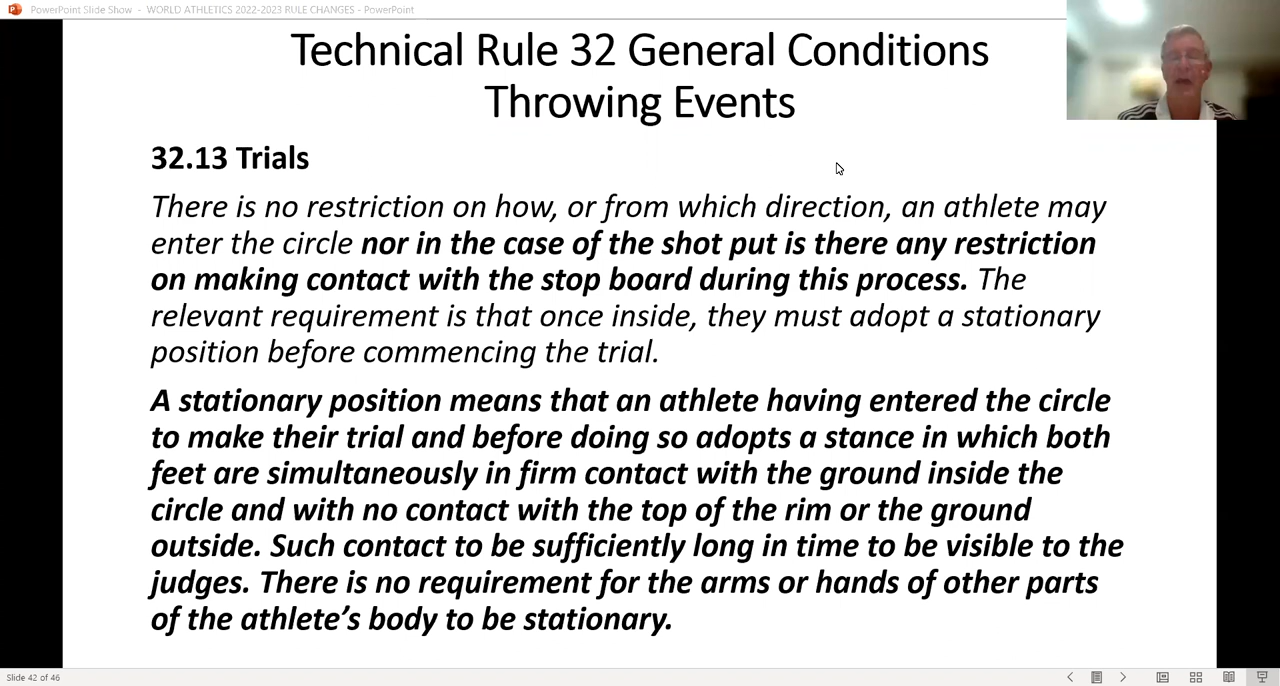 PowerPoint Slide Show - WORLD ATHLETICS 2022-2023 RULE CHANGES - PowerPoint
Technical Rule 32 General Conditions
Throwing Events
32.13 Trials
There is no restriction on how, or from which direction, an athlete may
enter the circle nor in the case of the shot put is there any restriction
on making contact with the stop board during this process. The
relevant requirement is that once inside, they must adopt a stationary
position before commencing the trial.
A stationary position means that an athlete having entered the circle
to make their trial and before doing so adopts a stance in which both
feet are simultaneously in firm contact with the ground inside the
circle and with no contact with the top of the rim or the ground
outside. Such contact to be sufficiently long in time to be visible to the
judges. There is no requirement for the arms or hands of other parts
of the athlete’s body to be stationary.
Slide 42 of 46